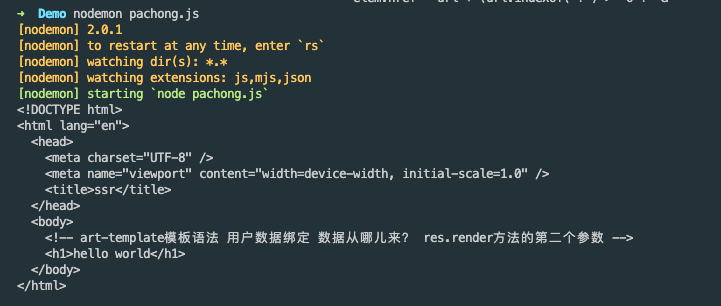 ➜  Demo nodemon pachong.js
[nodemon] 2.0.1
[nodemon] to restart at any time, enter `rs`
[nodemon] watching dir(s): *.*
[nodemon] watching extensions: js,mjs,json
[nodemon] starting `node pachong.js`
<!DOCTYPE html>
<html lang="en">
  <head>
    <meta charset="UTF-8" />
    <meta name="viewport" content="width=device-width, initial-scale=1.0" />
    <title>ssr</title>
  </head>
  <body>
    <!-- art-template模板语法 用户数据绑定 数据从哪儿来?  res.render方法的第二个参数 -->
    <h1>hello world</h1>
  </body>
</html>